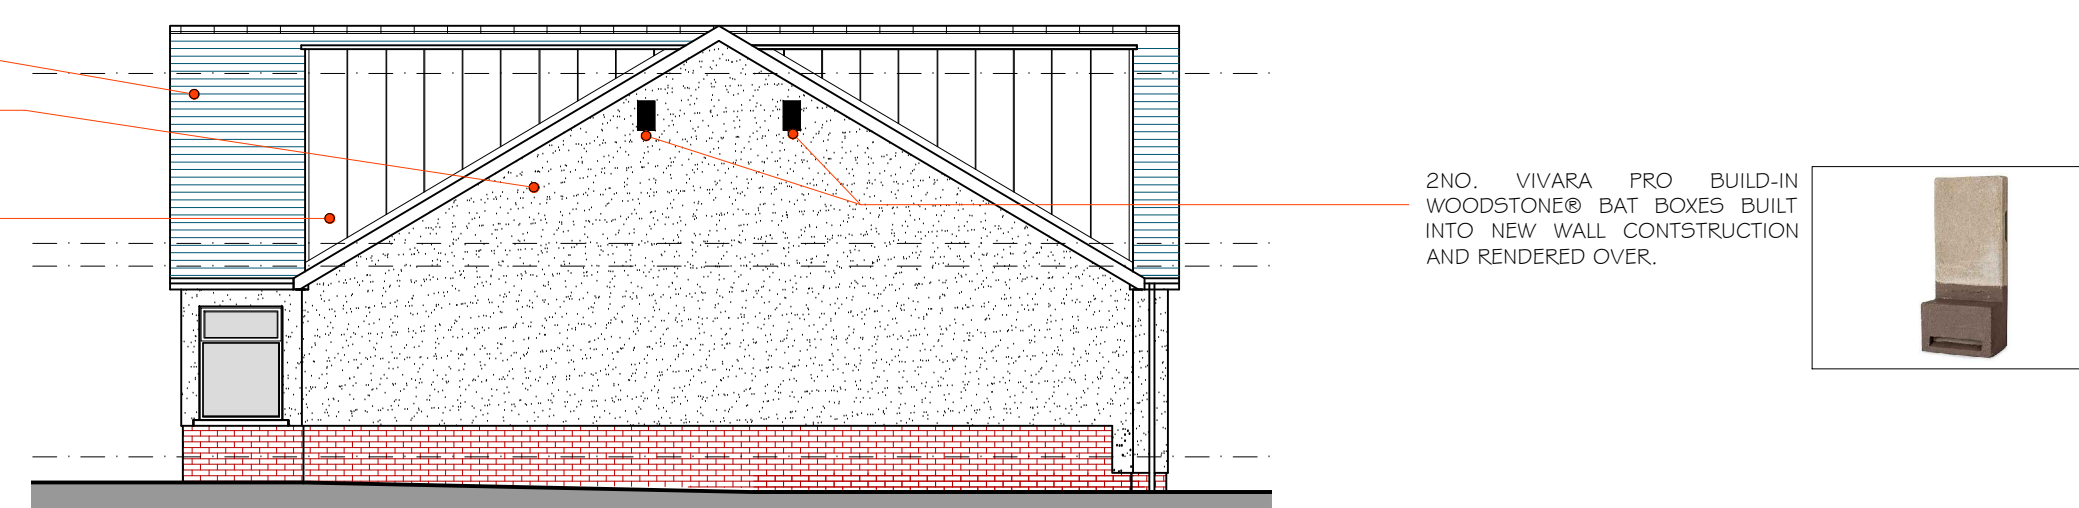 2NO. VIVARA PRO BUILD-IN
WOODSTONE® BAT BOXES BUILT
INTO NEW WALL CONTSTRUCTION
AND RENDERED OVER.